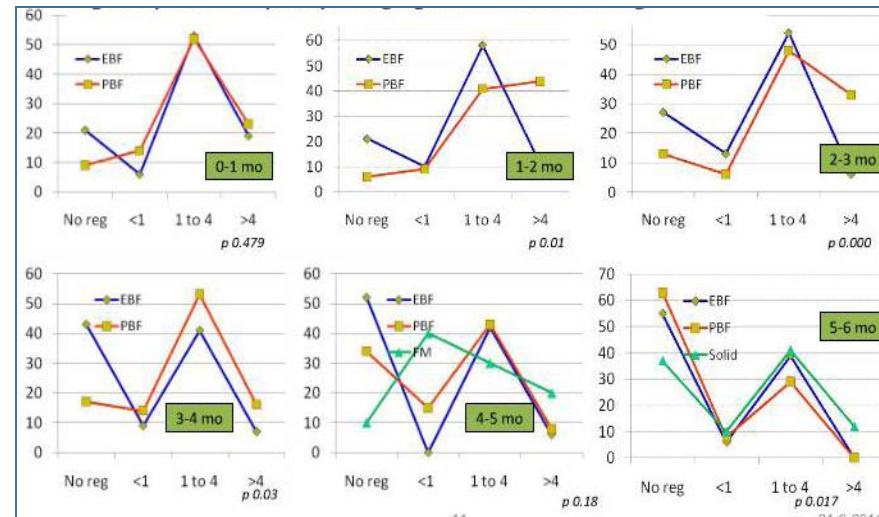 60
50
40
30
20
10
0
EBF
PBF
0-1 mo
No reg <1 1 to 4 >4
p 0.479
60
50
40
30
20
10
0
EBF
PBF
1-2 mo
No reg <1 1 to 4 >4
p 0.01
50
40
30
20
10
0
EBF
PBF
2-3 mo
No reg <1 1 to 4 >4
p 0.000
60
50
40
30
20
10
0
EBF
PBF
3-4 mo
No reg <1 1 to 4 >4
p 0.03
60
50
40
30
20
10
0
EBF
PBF
FM
4-5 mo
No reg <1 1 to 4 >4
p 0.18
70
60
50
40
30
20
10
0
EBF
PBF
Solid
5-6 mo
No reg <1 1 to 4 >4
p 0.017